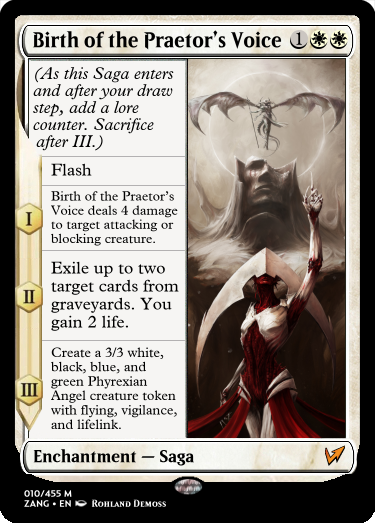 Birth of the Praetor's Voice 1
(As this Saga enters
and after your draw
step, add a lore
counter. Sacrifice
after III.)
Flash
I
Birth of the Praetor's
Voice deals 4 damage
to target attacking or
blocking creature.
II
Exile up to two
target cards from
graveyards. You
gain 2 life.
III
Create a 3/3 white,
black, blue, and
green Phyrexian
Angel creature token
with flying, vigilance,
and lifelink.
Enchantment — Saga
010/455 M
ZANG • EN Rohland Demoss